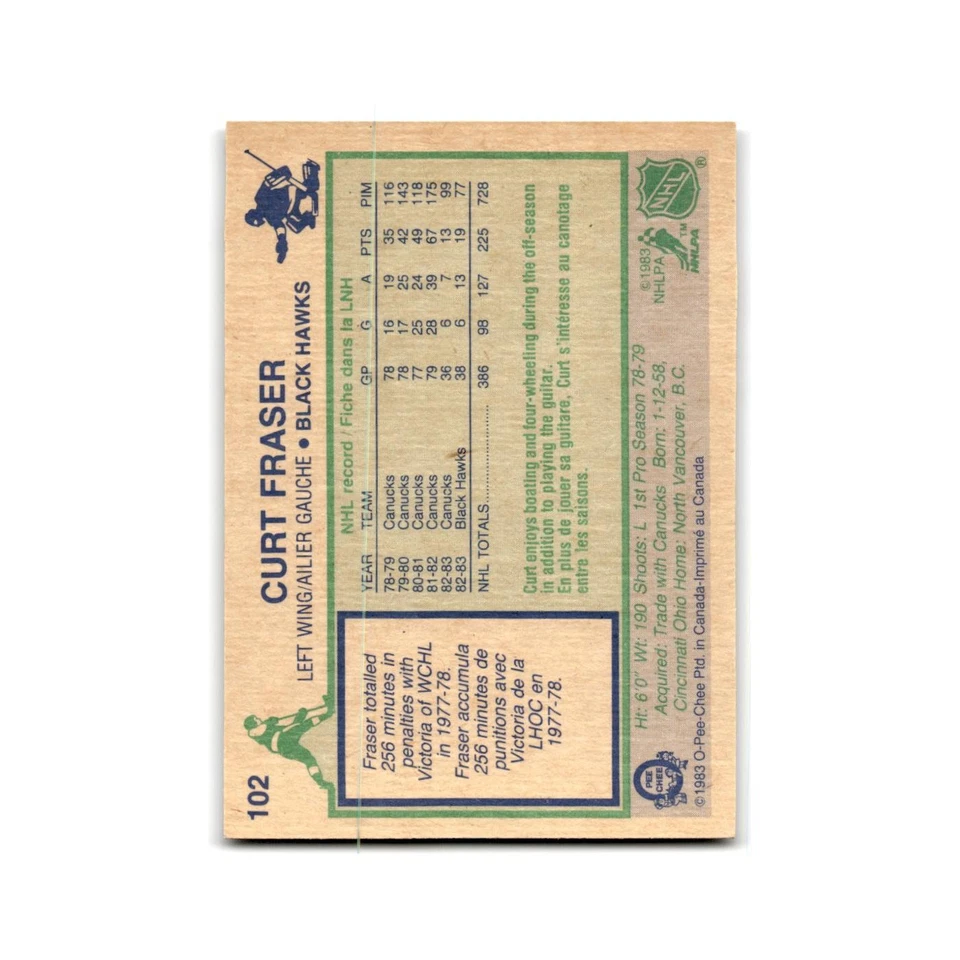 102
CURT FRASER
LEFT WING/AILIER GAUCHE • BLACK HAWKS
NHL record / Fiche dans la LNH
YEAR TEAM GP G A PTS PIM
78-79 Canucks 78 16 19 35 116
79-80 Canucks 78 17 25 42 143
80-81 Canucks 77 25 24 49 118
81-82 Canucks 79 28 39 67 175
82-83 Canucks 36 6 7 13 99
82-83 Black Hawks 38 6 13 19 77
NHL TOTALS 386 98 127 225 728
Fraser totalled
256 minutes in
penalties with
Victoria of WCHL
in 1977-78.
Fraser accumula
256 minutes de
punitions avec
Victoria de la
LHOC en
1977-78.
Curt enjoys boating and four-wheeling during the off-season
in addition to playing the guitar.
En plus de jouer sa guitare, Curt s'intéresse au canotage
entre les saisons.
Ht: 6'0" Wt: 190 Shoots: L 1st Pro Season 78-79
Acquired: Trade with Canucks Born: 1-12-58,
Cincinnati Ohio Home: North Vancouver, B.C.
©1983 O-Pee-Chee Ptd. in Canada-Imprimé au Canada
O
PEE
CHEE
©1983
NHLPA
TM
NHLPA
NHL
®